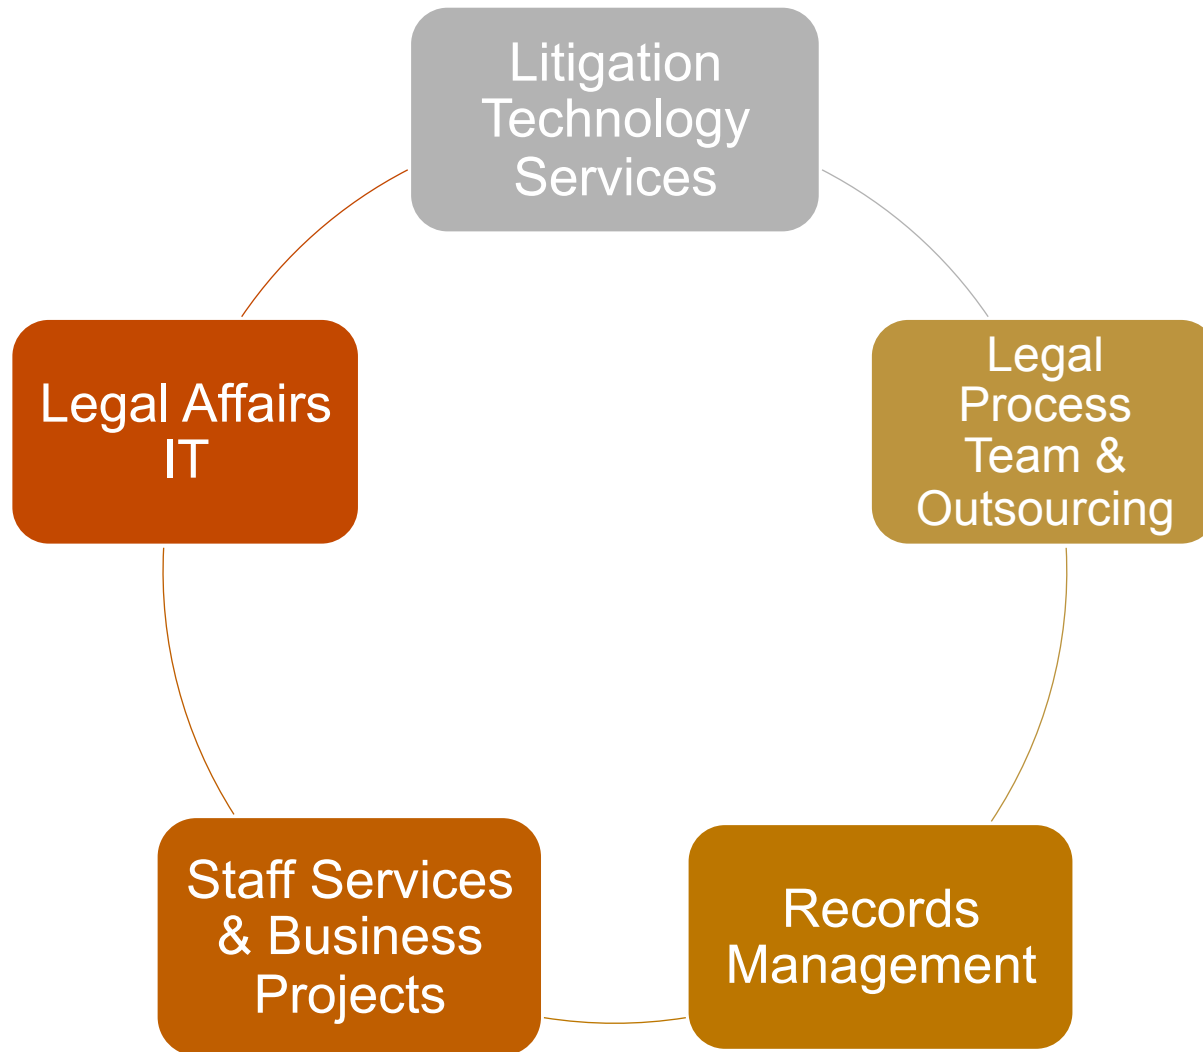 Litigation
Technology
Services
Legal
Process
Team &
Outsourcing
Records
Management
Staff Services
& Business
Projects
Legal Affairs
IT